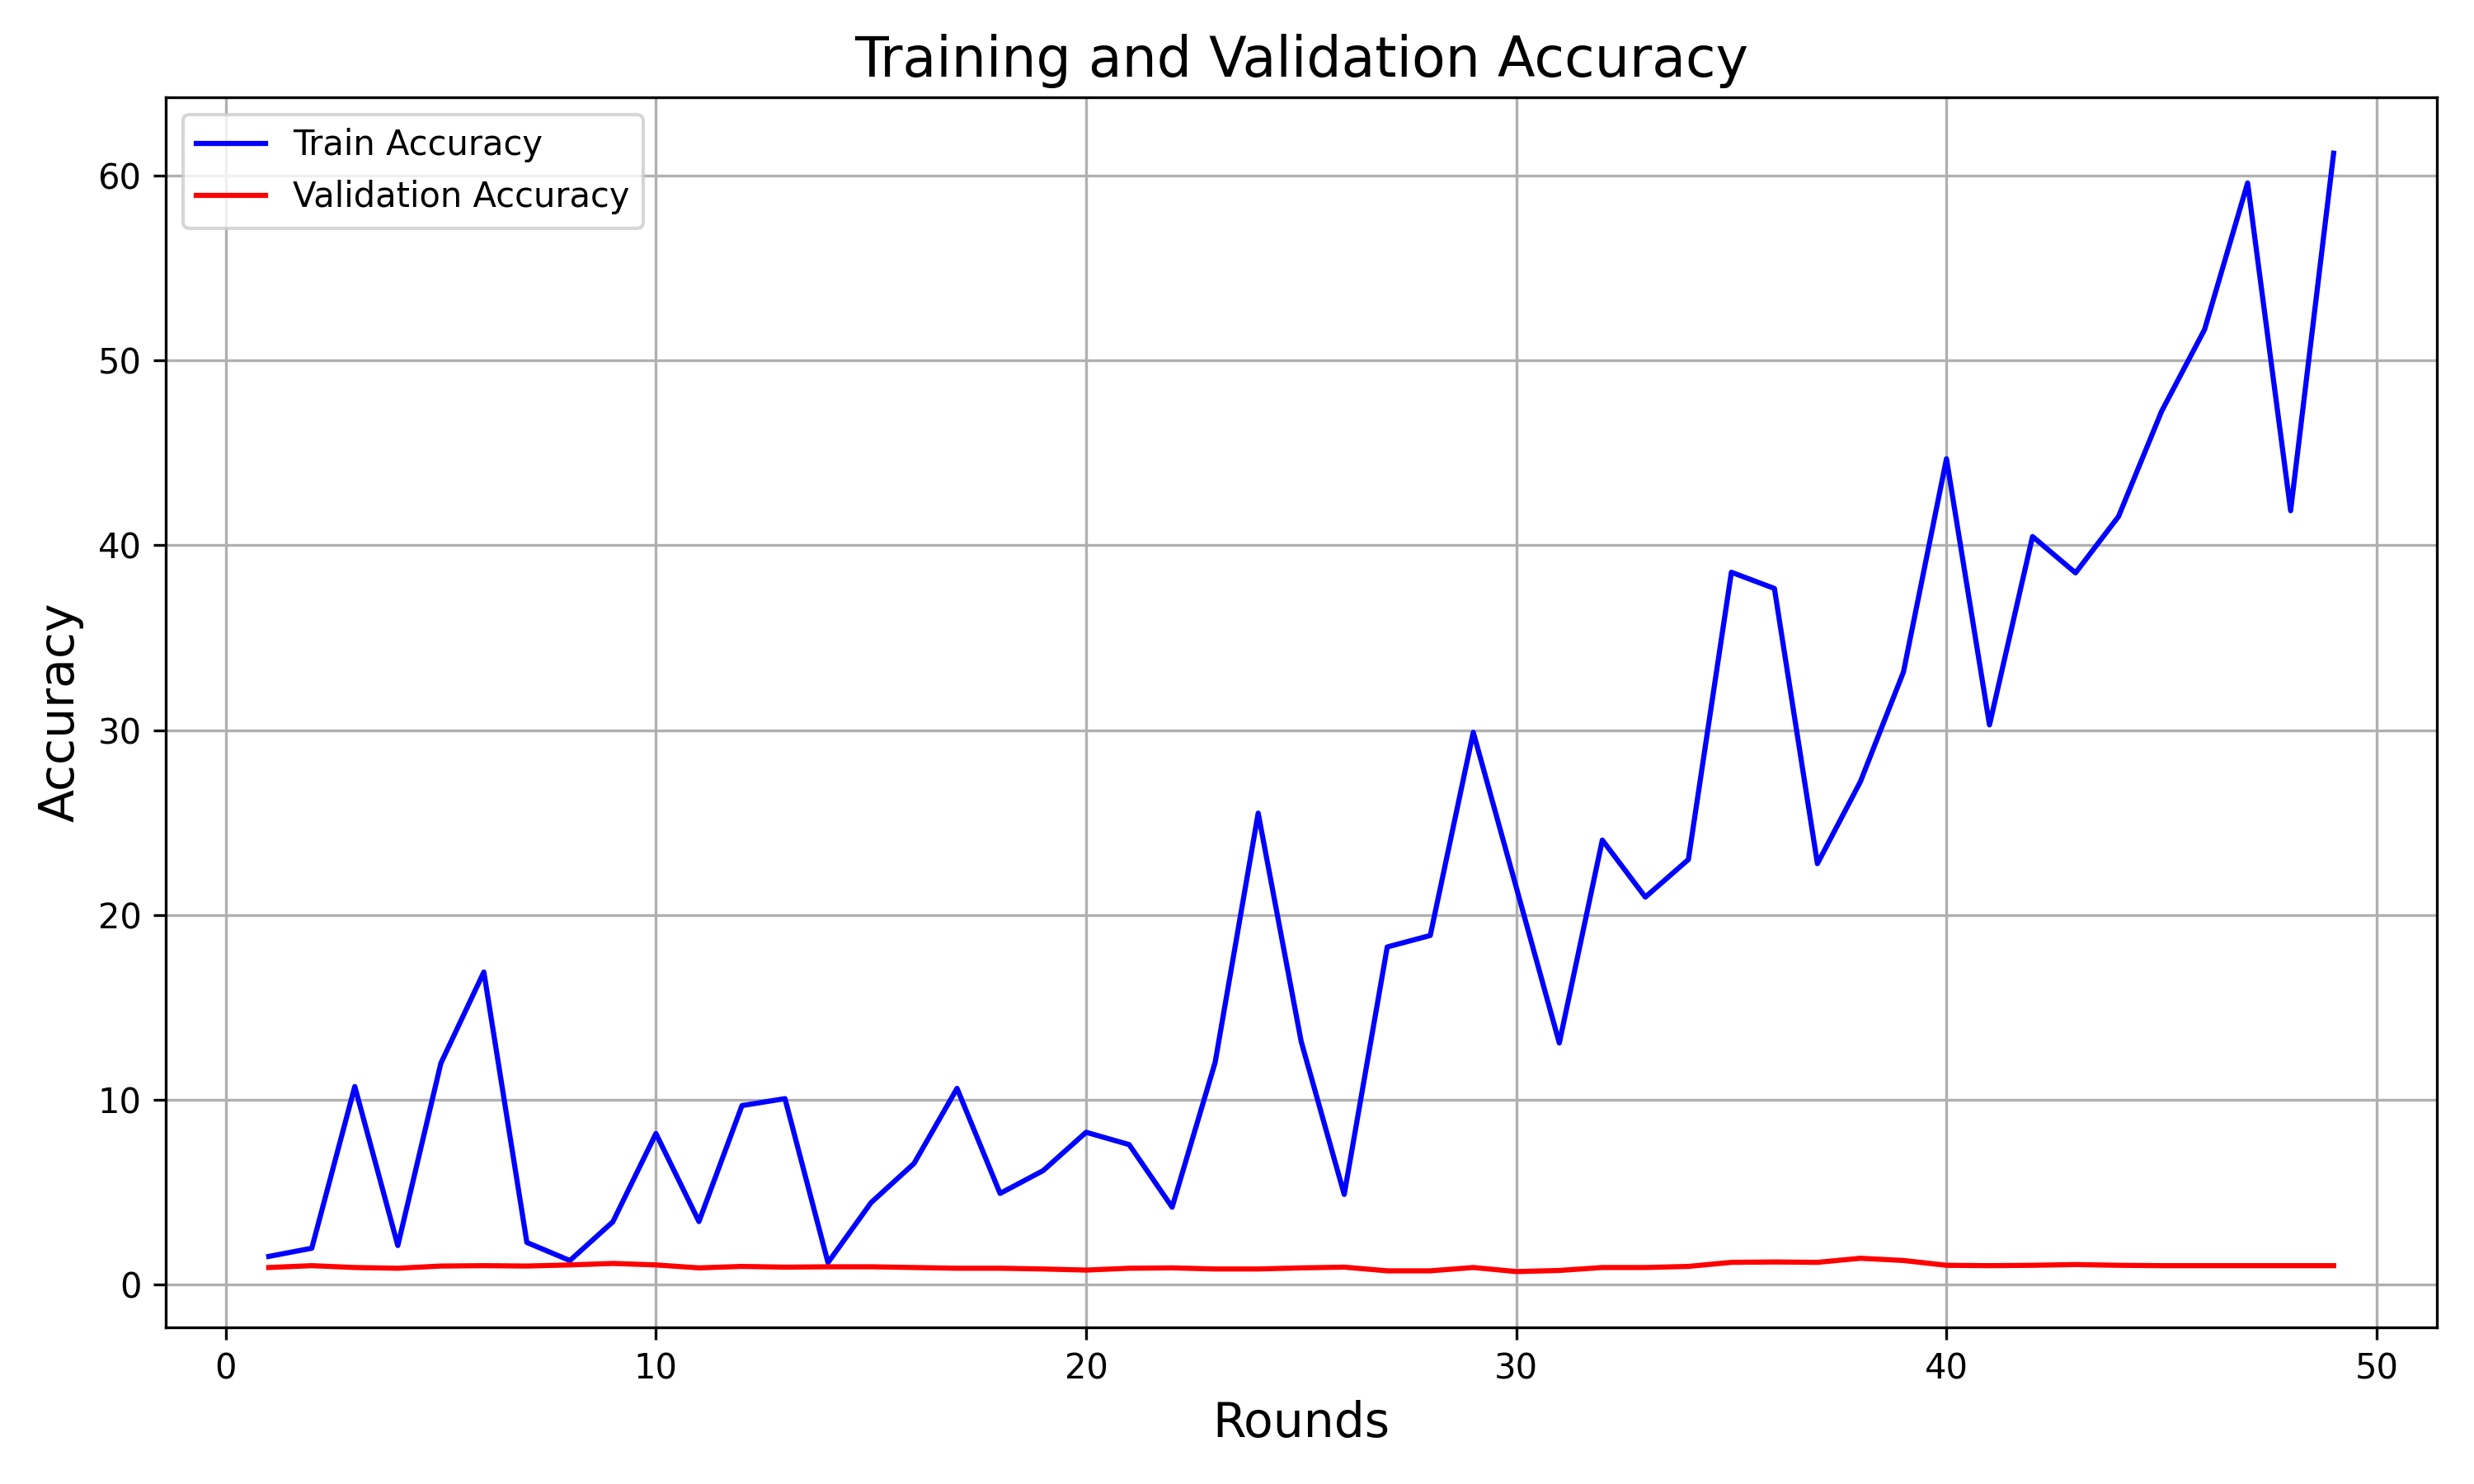 Training and Validation Accuracy
Train Accuracy
Validation Accuracy
Accuracy
60
50
40
30
20
10
0
0 10 20 30 40 50
Rounds